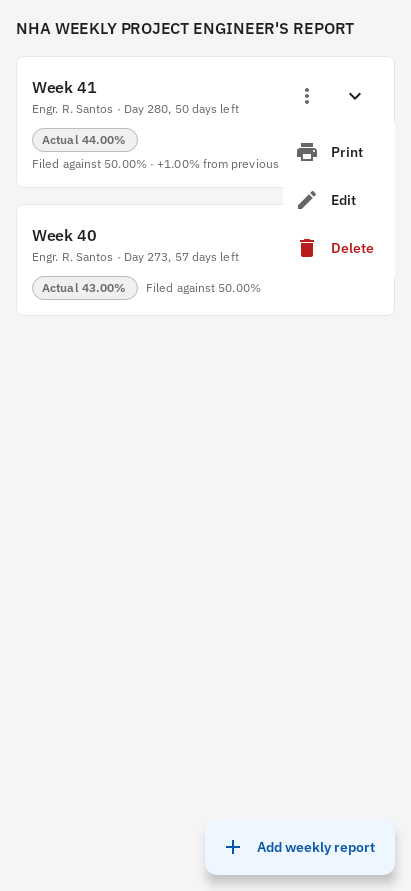 NHA WEEKLY PROJECT ENGINEER'S REPORT
Week 41
Engr. R. Santos · Day 280, 50 days left
Actual 44.00%
Filed against 50.00% · +1.00% from previous
Print
Edit
Delete
Week 40
Engr. R. Santos · Day 273, 57 days left
Actual 43.00% Filed against 50.00%
Add weekly report